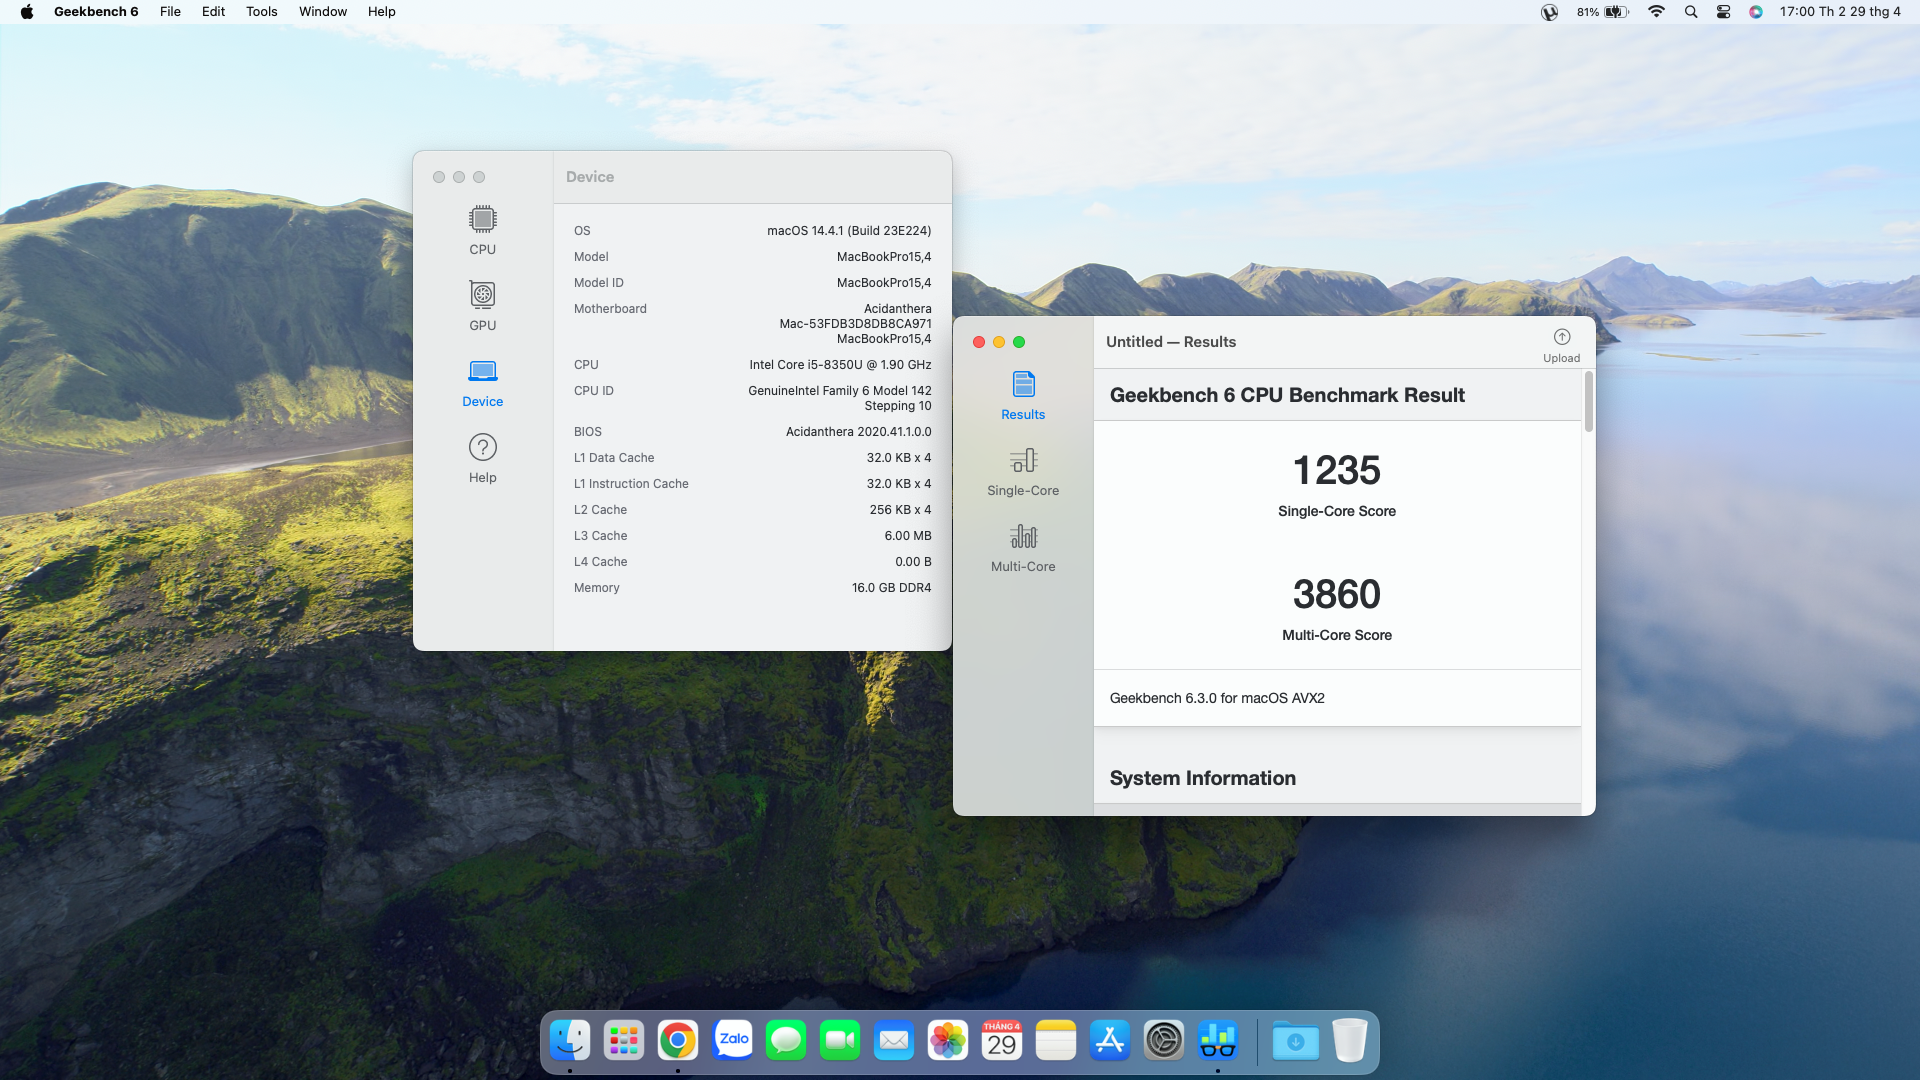 Geekbench 6 File Edit Tools Window Help
81% 17:00 Th 2 29 thg 4
Device
CPU
GPU
Device
Help
OS macOS 14.4.1 (Build 23E224)
Model MacBookPro15,4
Model ID MacBookPro15,4
Motherboard Acidanthera
Mac-53FDB3D8DB8CA971
MacBookPro15,4
CPU Intel Core i5-8350U @ 1.90 GHz
CPU ID GenuineIntel Family 6 Model 142
Stepping 10
BIOS Acidanthera 2020.41.1.0.0
L1 Data Cache 32.0 KB x 4
L1 Instruction Cache 32.0 KB x 4
L2 Cache 256 KB x 4
L3 Cache 6.00 MB
L4 Cache 0.00 B
Memory 16.0 GB DDR4
Untitled — Results
Upload
Results
Single-Core
Multi-Core
Geekbench 6 CPU Benchmark Result
1235
Single-Core Score
3860
Multi-Core Score
Geekbench 6.3.0 for macOS AVX2
System Information
Zalo
THÁNG 4
29